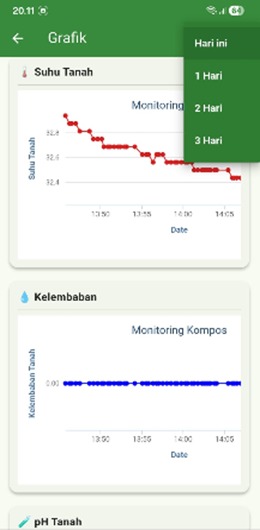 20.11
84
Grafik
Hari ini
1 Hari
2 Hari
3 Hari
Suhu Tanah
Monitoring
Suhu Tanah
32.8
32.6
32.4
13:50
13:55
14:00
14:05
Date
Kelembaban
Monitoring Kompos
Kelembaban Tanah
0.00
13:50
13:55
14:00
14:05
Date
pH Tanah